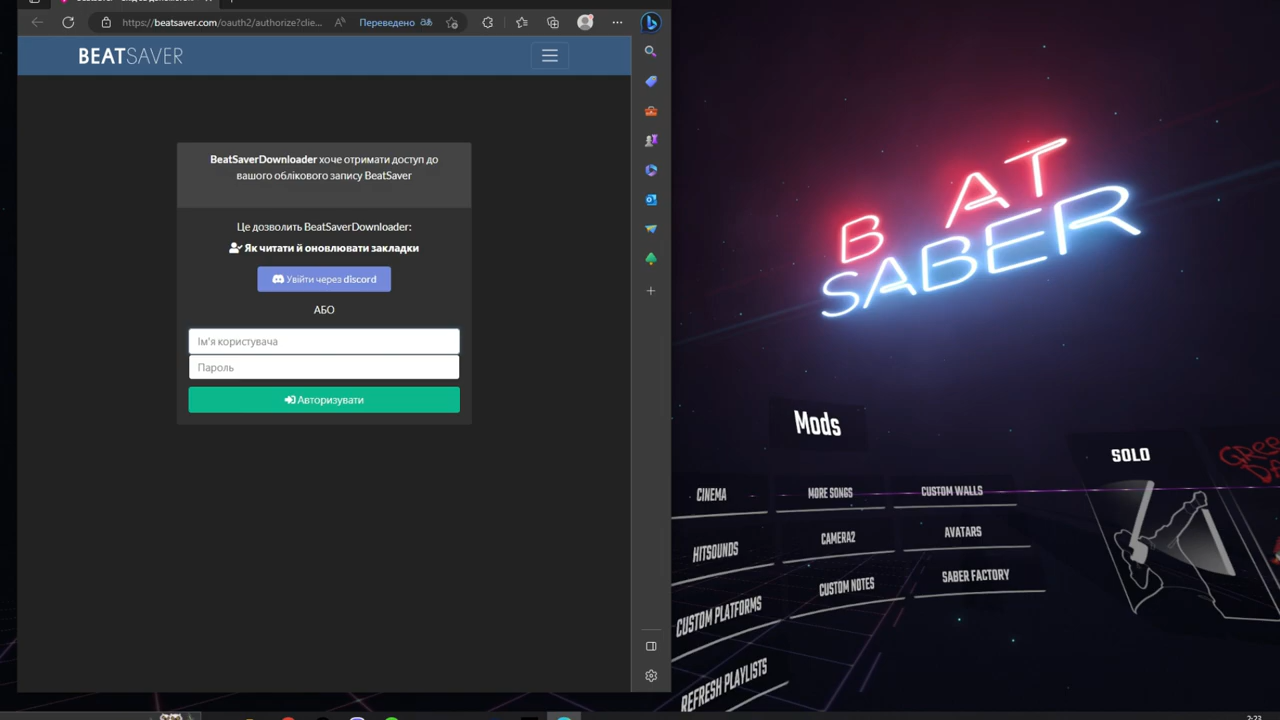 https://beatsaver.com/oauth2/authorize?clie...
Переведено
BEATSAVER
BeatSaverDownloader хоче отримати доступ до
вашого облікового запису BeatSaver
Це дозволить BeatSaverDownloader:
Як читати й оновлювати закладки
Увійти через discord
АБО
Ім'я користувача
Пароль
Авторизувати
B AT
SABER
Mods
SOLO
CINEMA
MORE SONGS
CUSTOM WALLS
HITSOUNDS
CAMERA2
AVATARS
CUSTOM PLATFORMS
CUSTOM NOTES
SABER FACTORY
REFRESH PLAYLISTS